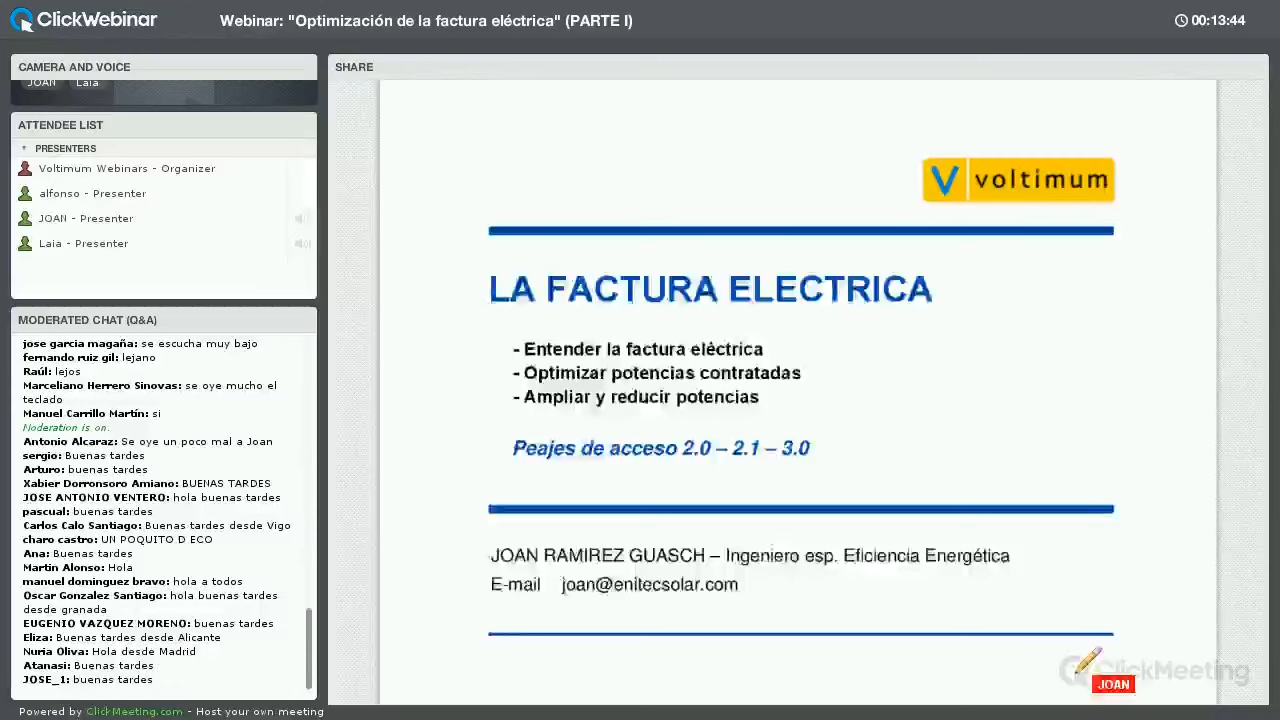 ClickWebinar
Webinar: "Optimización de la factura eléctrica" (PARTE I)
00:13:44
CAMERA AND VOICE
JOAN Laia
ATTENDEE LIST
PRESENTERS
Voltimum Webinars - Organizer
alfonso - Presenter
JOAN - Presenter
Laia - Presenter
MODERATED CHAT (Q&A)
jose garcia magaña: se escucha muy bajo
fernando ruiz gil: lejano
Raúl: lejos
Marceliano Herrero Sinovas: se oye mucho el
teclado
Manuel Carrillo Martín: si
Moderation is on.
Antonio Alcaraz: Se oye un poco mal a Joan
sergio: Buenas tardes
Arturo: buenas tardes
Xabier Dorronsoro Amiano: BUENAS TARDES
JOSE ANTONIO VENTERO: hola buenas tardes
pascual: buenas tardes
Carlos Calo Santiago: Buenas tardes desde Vigo
charo castro: UN POQUITO D ECO
Ana: Buenas tardes
Martin Alonso: Hola
manuel dominguez bravo: hola a todos
Oscar Gonzalez Santiago: hola buenas tardes
desde granada
EUGENIO VAZQUEZ MORENO: buenas tardes
Eliza: Buenas tardes desde Alicante
Nuria Oliva: Hola desde Madrid
Atanasi: Buenas tardes
JOSE_1: buenas tardes
Powered by ClickMeeting.com - Host your own meeting
SHARE
V voltimum
LA FACTURA ELECTRICA
- Entender la factura eléctrica
- Optimizar potencias contratadas
- Ampliar y reducir potencias
Peajes de acceso 2.0 – 2.1 – 3.0
JOAN RAMIREZ GUASCH – Ingeniero esp. Eficiencia Energética
E-mail joan@enitecsolar.com
ClickMeeting
JOAN